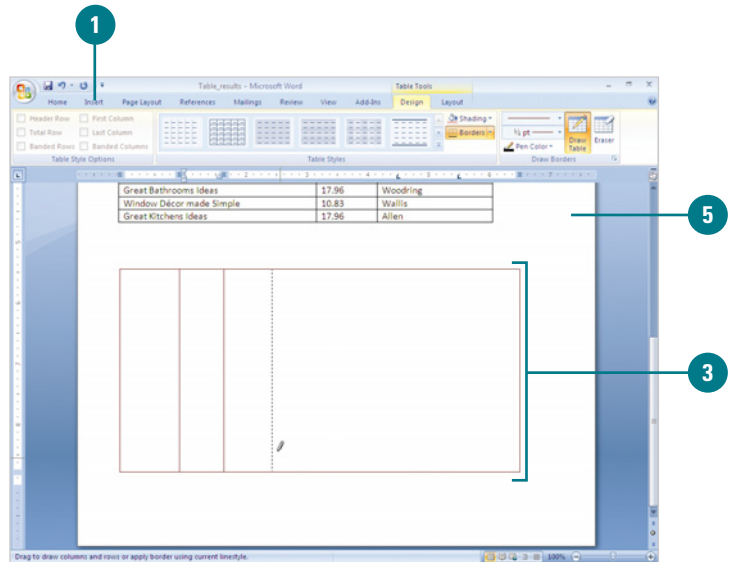 1
Table_results - Microsoft Word Table Tools
Home Insert Page Layout References Mailings Review View Add-Ins Design Layout
Header Row First Column Shading
Total Row Last Column Borders ½ pt
Banded Rows Banded Columns Pen Color Draw Table Eraser
Table Style Options Table Styles Draw Borders
Great Bathrooms Ideas 17.96 Woodring
Window Décor made Simple 10.83 Wallis
Great Kitchens Ideas 17.96 Allen
5
3
Drag to draw columns and rows or apply border using current linestyle. 100%